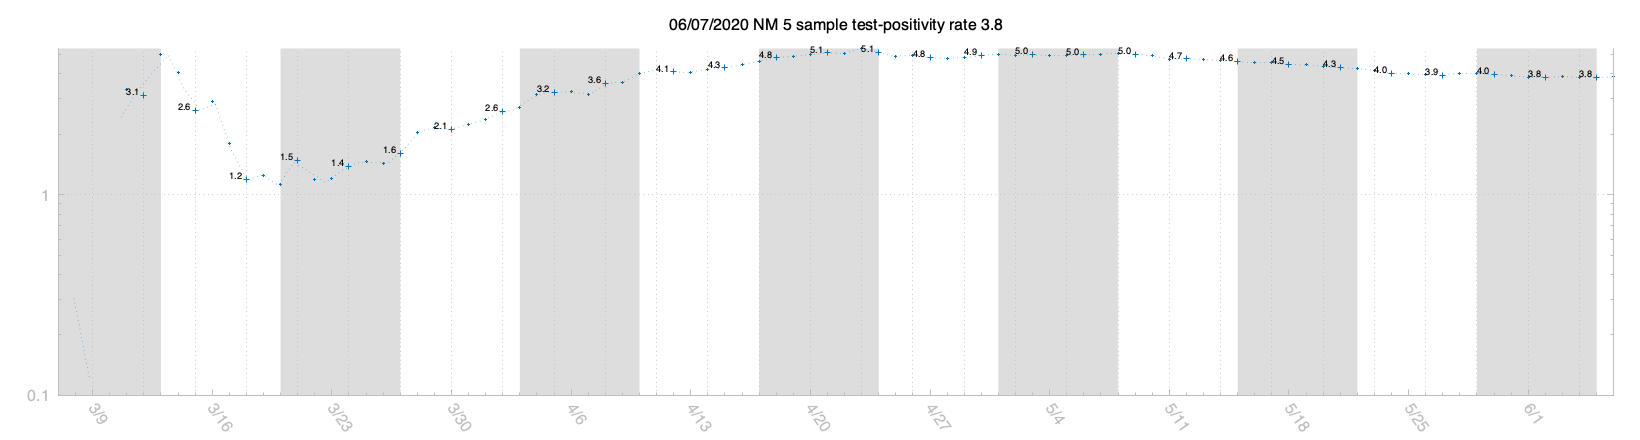 06/07/2020 NM 5 sample test-positivity rate 3.8
3.1 2.6 1.2 1.5 1.4 1.6 2.1 2.6 3.2 3.6 4.1 4.3 4.8 5.1 5.1 4.8 4.9 5.0 5.0 5.0 4.7 4.6 4.5 4.3 4.0 3.9 4.0 3.8 3.8
1
0.1
3/9 3/16 3/23 3/30 4/6 4/13 4/20 4/27 5/4 5/11 5/18 5/25 6/1